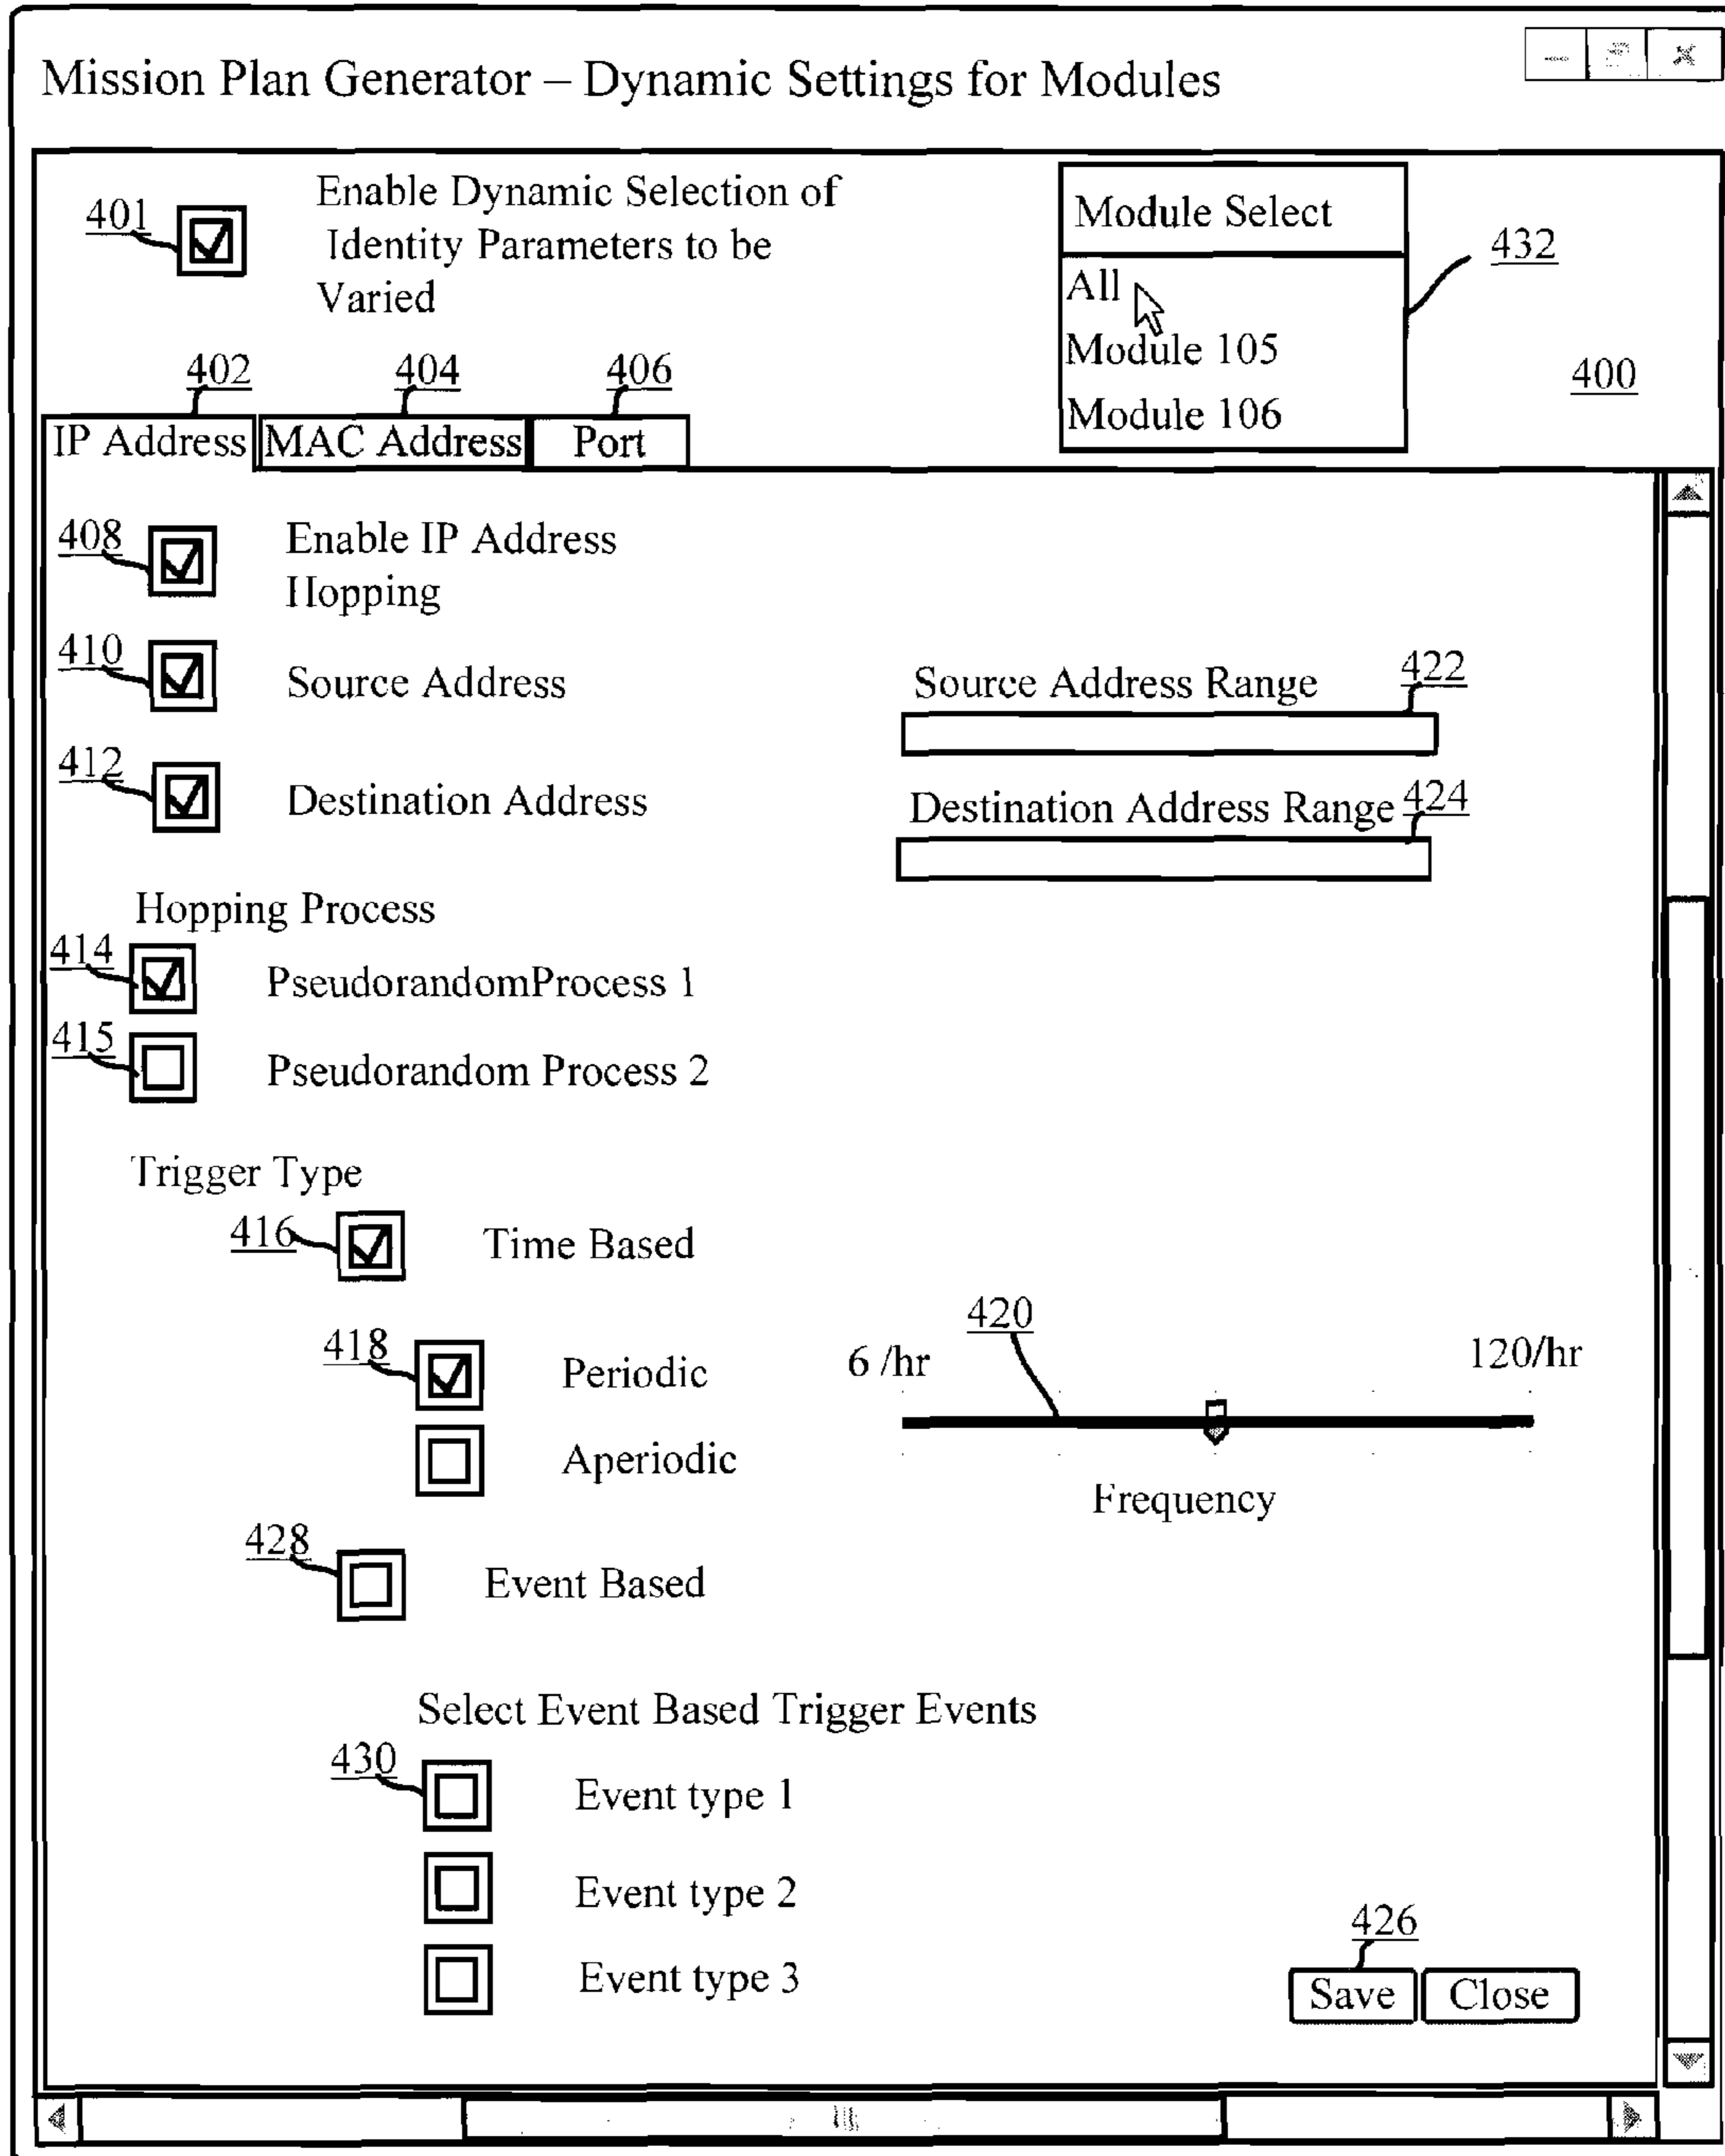 Mission Plan Generator – Dynamic Settings for Modules
401
Enable Dynamic Selection of
Identity Parameters to be
Varied
Module Select
All
Module 105
Module 106
432
400
402
404
406
IP Address
MAC Address
Port
408
Enable IP Address
Hopping
410
Source Address
Source Address Range
422
412
Destination Address
Destination Address Range
424
Hopping Process
414
PseudorandomProcess 1
415
Pseudorandom Process 2
Trigger Type
416
Time Based
418
Periodic
6 /hr
420
120/hr
Aperiodic
Frequency
428
Event Based
Select Event Based Trigger Events
430
Event type 1
Event type 2
Event type 3
426
Save
Close